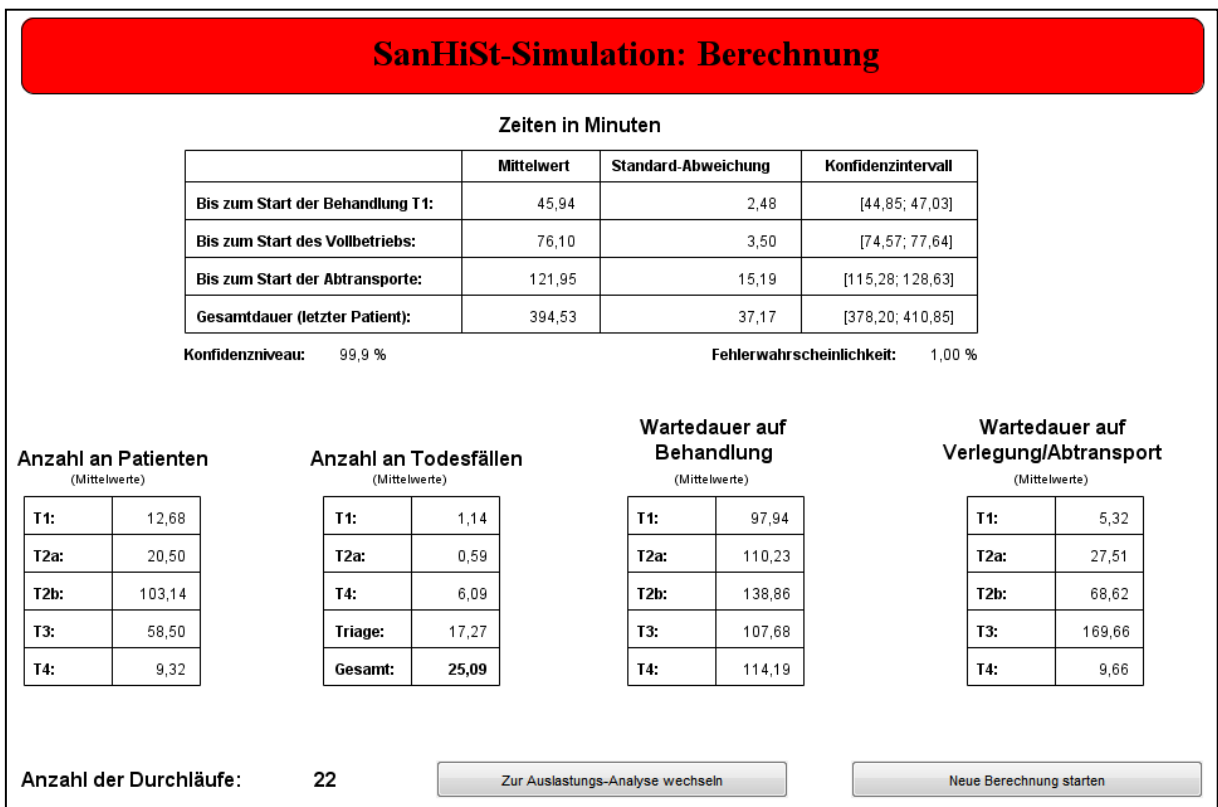 SanHiSt-Simulation: Berechnung
Zeiten in Minuten
Mittelwert Standard-Abweichung Konfidenzintervall
Bis zum Start der Behandlung T1: 45,94 2,48 [44,85; 47,03]
Bis zum Start des Vollbetriebs: 76,10 3,50 [74,57; 77,64]
Bis zum Start der Abtransporte: 121,95 15,19 [115,28; 128,63]
Gesamtdauer (letzter Patient): 394,53 37,17 [378,20; 410,85]
Konfidenzniveau: 99,9 % Fehlerwahrscheinlichkeit: 1,00 %
Anzahl an Patienten
(Mittelwerte)
T1: 12,68
T2a: 20,50
T2b: 103,14
T3: 58,50
T4: 9,32
Anzahl an Todesfällen
(Mittelwerte)
T1: 1,14
T2a: 0,59
T4: 6,09
Triage: 17,27
Gesamt: 25,09
Wartedauer auf
Behandlung
(Mittelwerte)
T1: 97,94
T2a: 110,23
T2b: 138,86
T3: 107,68
T4: 114,19
Wartedauer auf
Verlegung/Abtransport
(Mittelwerte)
T1: 5,32
T2a: 27,51
T2b: 68,62
T3: 169,66
T4: 9,66
Anzahl der Durchläufe: 22
Zur Auslastungs-Analyse wechseln
Neue Berechnung starten